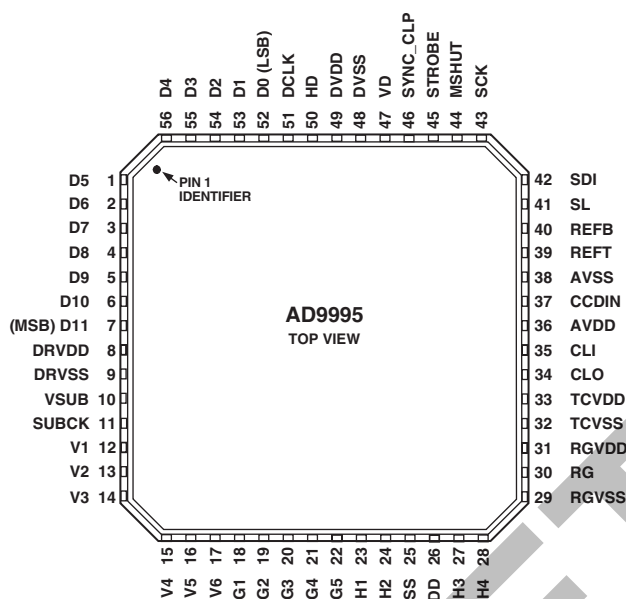 56 D4
55 D3
54 D2
53 D1
52 D0 (LSB)
51 DCLK
50 HD
49 DVDD
48 DVSS
47 VD
46 SYNC_CLP
45 STROBE
44 MSHUT
43 SCK
PIN 1
IDENTIFIER
D5 1
D6 2
D7 3
D8 4
D9 5
D10 6
(MSB) D11 7
DRVDD 8
DRVSS 9
VSUB 10
SUBCK 11
V1 12
V2 13
V3 14
AD9995
TOP VIEW
42 SDI
41 SL
40 REFB
39 REFT
38 AVSS
37 CCDIN
36 AVDD
35 CLI
34 CLO
33 TCVDD
32 TCVSS
31 RGVDD
30 RG
29 RGVSS
V4 15
V5 16
V6 17
G1 18
G2 19
G3 20
G4 21
G5 22
H1 23
H2 24
SS 25
DD 26
H3 27
H4 28